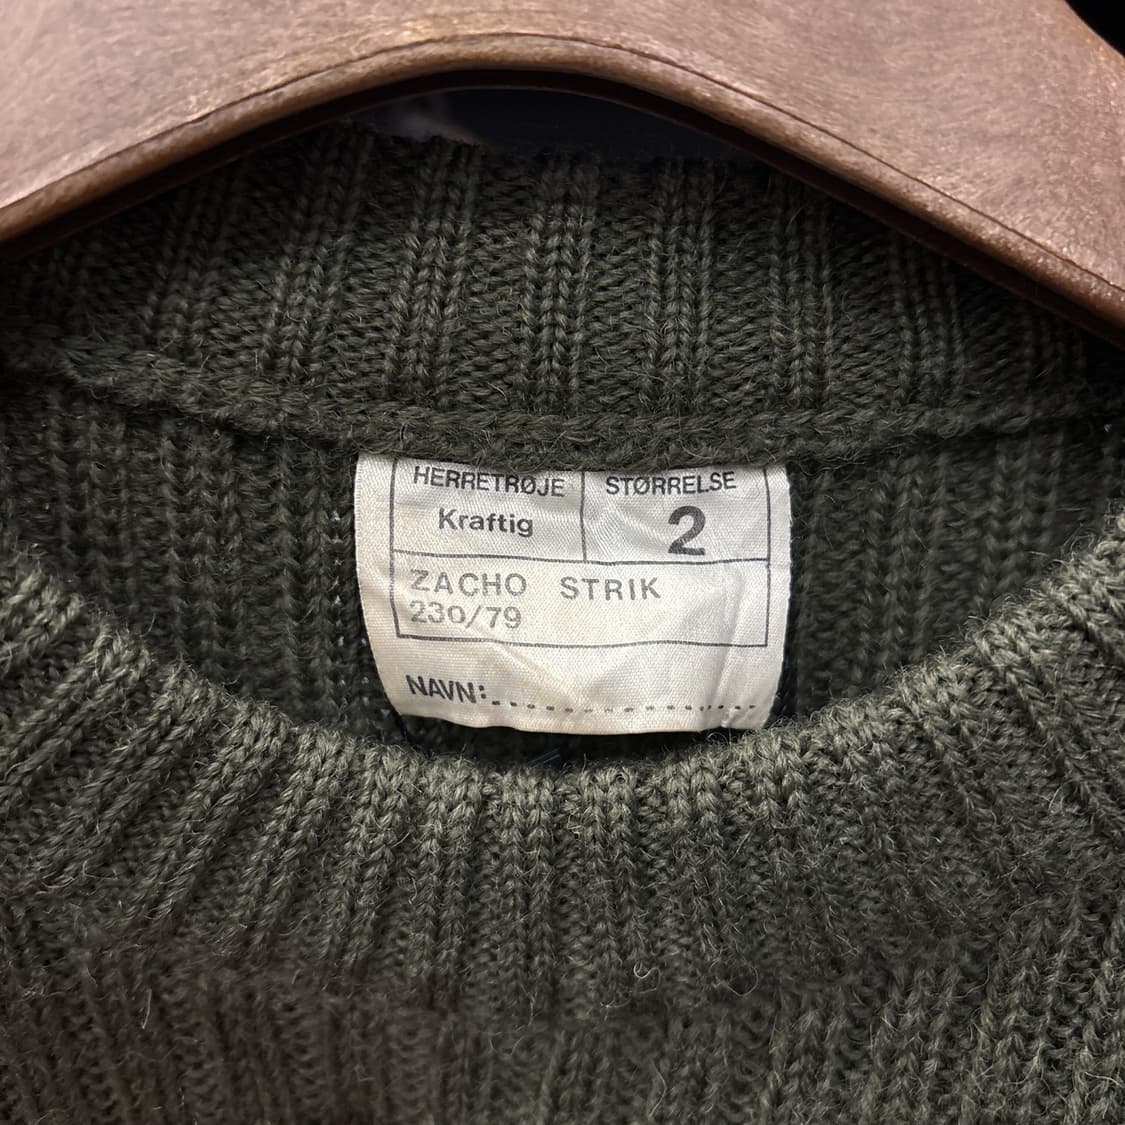 HERRETRØJE STØRRELSE
Kraftig 2
ZACHO STRIK
230/79
NAVN:................